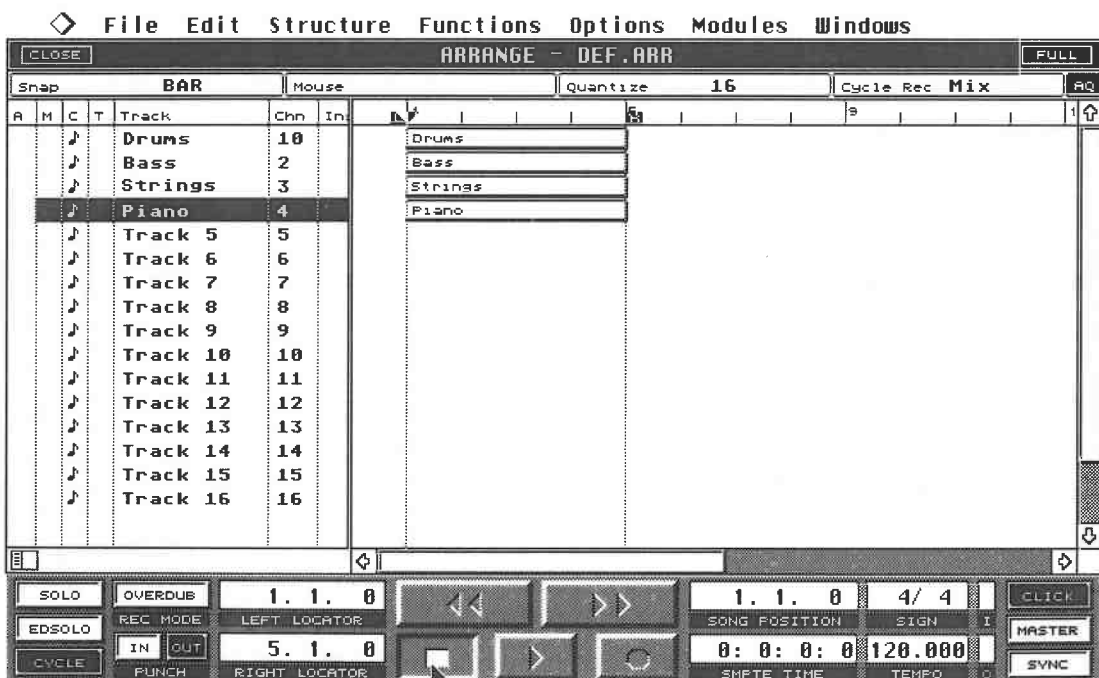 File Edit Structure Functions Options Modules Windows
CLOSE ARRANGE - DEF.ARR FULL
Snap BAR Mouse Quantize 16 Cycle Rec Mix AQ
A M C T Track Chn In 5 9 1
Drums 10 Drums
Bass 2 Bass
Strings 3 Strings
Piano 4 Piano
Track 5 5
Track 6 6
Track 7 7
Track 8 8
Track 9 9
Track 10 10
Track 11 11
Track 12 12
Track 13 13
Track 14 14
Track 15 15
Track 16 16
SOLO OVERDUB 1. 1. 0 1. 1. 0 4/ 4 CLICK
REC MODE LEFT LOCATOR SONG POSITION SIGN I
EDSOLO MASTER
IN OUT 5. 1. 0 0: 0: 0: 0 120.000
CYCLE PUNCH RIGHT LOCATOR SMPTE TIME TEMPO SYNC